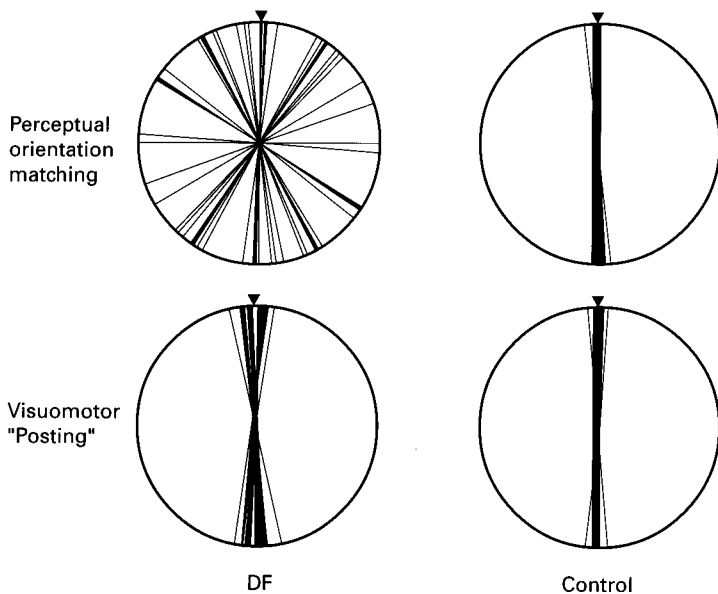 Perceptual
orientation
matching
Visuomotor
"Posting"
DF
Control